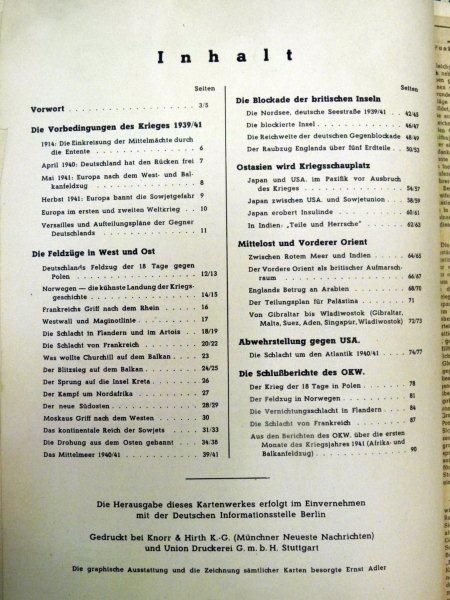 Inhalt
Seiten
Vorwort 3/5
Die Vorbedingungen des Krieges 1939/41
1914: Die Einkreisung der Mittelmächte durch
die Entente 6
April 1940: Deutschland hat den Rücken frei 7
Mai 1941: Europa nach dem West- und Bal-
kanfeldzug 8
Herbst 1941: Europa bannt die Sowjetgefahr 9
Europa im ersten und zweiten Weltkrieg 10
Versailles und Aufteilungspläne der Gegner
Deutschlands 11
Die Feldzüge in West und Ost
Deutschlands Feldzug der 18 Tage gegen
Polen 12/13
Norwegen — die kühnste Landung der Kriegs-
geschichte 14/15
Frankreichs Griff nach dem Rhein 16
Westwall und Maginotlinie 17
Die Schlacht in Flandern und im Artois 18/19
Die Schlacht von Frankreich 20/22
Was wollte Churchill auf dem Balkan 23
Der Blitzsieg auf dem Balkan 24/25
Der Sprung auf die Insel Kreta 26
Der Kampf um Nordafrika 27
Der neue Südosten 28/29
Moskaus Griff nach dem Westen 30
Das kontinentale Reich der Sowjets 31/33
Die Drohung aus dem Osten gebannt 34/38
Das Mittelmeer 1940/41 39/41
Seiten
Die Blockade der britischen Inseln
Die Nordsee, deutsche Seestraße 1939/41 42/45
Die blockierte Insel 46/47
Die Reichweite der deutschen Gegenblockade 48/49
Der Raubzug Englands über fünf Erdteile 50/53
Ostasien wird Kriegsschauplatz
Japan und USA. im Pazifik vor Ausbruch
des Krieges 54/57
Japan zwischen USA. und Sowjetunion 58/59
Japan erobert Insulinde 60/61
In Indien: „Teile und Herrsche" 62/63
Mittelost und Vorderer Orient
Zwischen Rotem Meer und Indien 64/65
Der Vordere Orient als britischer Aufmarsch-
raum 66/67
Englands Betrug an Arabien 68/70
Der Teilungsplan für Palästina 71
Von Gibraltar bis Wladiwostok (Gibraltar,
Malta, Suez, Aden, Singapur, Wladiwostok) 72/73
Abwehrstellung gegen USA.
Die Schlacht um den Atlantik 1940/41 74/77
Die Schlußberichte des OKW.
Der Krieg der 18 Tage in Polen 78
Der Feldzug in Norwegen 81
Die Vernichtungsschlacht in Flandern 84
Die Schlacht von Frankreich 87
Aus den Berichten des OKW. über die ersten
Monate des Kriegsjahres 1941 (Afrika- und
Balkanfeldzug) 90
Die Herausgabe dieses Kartenwerkes erfolgt im Einvernehmen
mit der Deutschen Informationsstelle Berlin
Gedruckt bei Knorr & Hirth K.-G. (Münchner Neueste Nachrichten)
und Union Druckerei G. m. b. H. Stuttgart
Die graphische Ausstattung und die Zeichnung sämtlicher Karten besorgte Ernst Adler